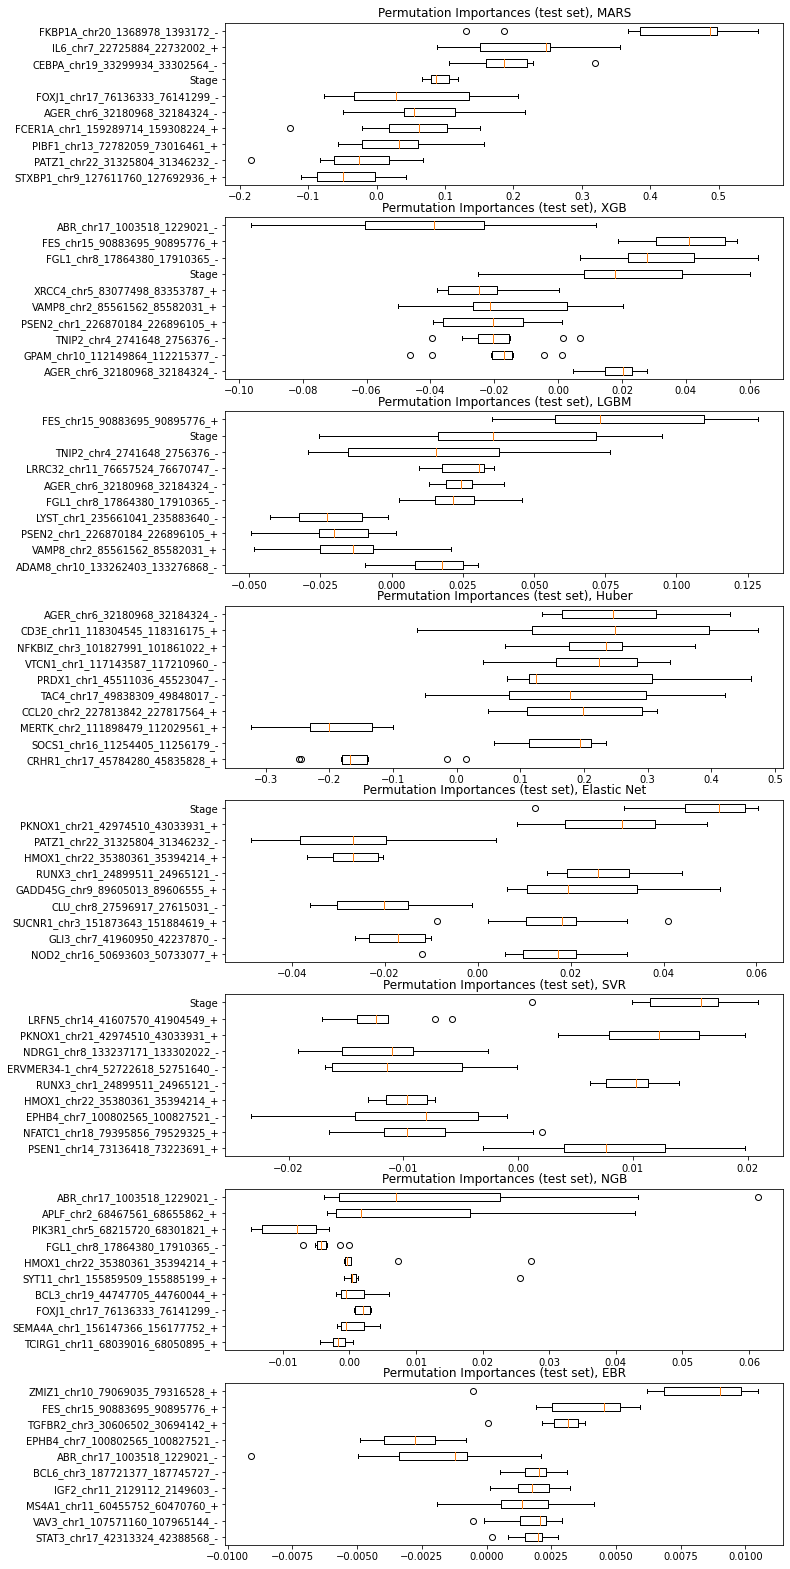 Permutation Importances (test set), MARS
FKBP1A_chr20_1368978_1393172_-
IL6_chr7_22725884_22732002_+
CEBPA_chr19_33299934_33302564_-
Stage
FOXJ1_chr17_76136333_76141299_-
AGER_chr6_32180968_32184324_-
FCER1A_chr1_159289714_159308224_+
PIBF1_chr13_72782059_73016461_+
PATZ1_chr22_31325804_31346232_-
STXBP1_chr9_127611760_127692936_+
−0.2 −0.1 0.0 0.1 0.2 0.3 0.4 0.5
Permutation Importances (test set), XGB
ABR_chr17_1003518_1229021_-
FES_chr15_90883695_90895776_+
FGL1_chr8_17864380_17910365_-
Stage
XRCC4_chr5_83077498_83353787_+
VAMP8_chr2_85561562_85582031_+
PSEN2_chr1_226870184_226896105_+
TNIP2_chr4_2741648_2756376_-
GPAM_chr10_112149864_112215377_-
AGER_chr6_32180968_32184324_-
−0.10 −0.08 −0.06 −0.04 −0.02 0.00 0.02 0.04 0.06
Permutation Importances (test set), LGBM
FES_chr15_90883695_90895776_+
Stage
TNIP2_chr4_2741648_2756376_-
LRRC32_chr11_76657524_76670747_-
AGER_chr6_32180968_32184324_-
FGL1_chr8_17864380_17910365_-
LYST_chr1_235661041_235883640_-
PSEN2_chr1_226870184_226896105_+
VAMP8_chr2_85561562_85582031_+
ADAM8_chr10_133262403_133276868_-
−0.050 −0.025 0.000 0.025 0.050 0.075 0.100 0.125
Permutation Importances (test set), Huber
AGER_chr6_32180968_32184324_-
CD3E_chr11_118304545_118316175_+
NFKBIZ_chr3_101827991_101861022_+
VTCN1_chr1_117143587_117210960_-
PRDX1_chr1_45511036_45523047_-
TAC4_chr17_49838309_49848017_-
CCL20_chr2_227813842_227817564_+
MERTK_chr2_111898479_112029561_+
SOCS1_chr16_11254405_11256179_-
CRHR1_chr17_45784280_45835828_+
−0.3 −0.2 −0.1 0.0 0.1 0.2 0.3 0.4 0.5
Permutation Importances (test set), Elastic Net
Stage
PKNOX1_chr21_42974510_43033931_+
PATZ1_chr22_31325804_31346232_-
HMOX1_chr22_35380361_35394214_+
RUNX3_chr1_24899511_24965121_-
GADD45G_chr9_89605013_89606555_+
CLU_chr8_27596917_27615031_-
SUCNR1_chr3_151873643_151884619_+
GLI3_chr7_41960950_42237870_-
NOD2_chr16_50693603_50733077_+
−0.04 −0.02 0.00 0.02 0.04 0.06
Permutation Importances (test set), SVR
Stage
LRFN5_chr14_41607570_41904549_+
PKNOX1_chr21_42974510_43033931_+
NDRG1_chr8_133237171_133302022_-
ERVMER34-1_chr4_52722618_52751640_-
RUNX3_chr1_24899511_24965121_-
HMOX1_chr22_35380361_35394214_+
EPHB4_chr7_100802565_100827521_-
NFATC1_chr18_79395856_79529325_+
PSEN1_chr14_73136418_73223691_+
−0.02 −0.01 0.00 0.01 0.02
Permutation Importances (test set), NGB
ABR_chr17_1003518_1229021_-
APLF_chr2_68467561_68655862_+
PIK3R1_chr5_68215720_68301821_+
FGL1_chr8_17864380_17910365_-
HMOX1_chr22_35380361_35394214_+
SYT11_chr1_155859509_155885199_+
BCL3_chr19_44747705_44760044_+
FOXJ1_chr17_76136333_76141299_-
SEMA4A_chr1_156147366_156177752_+
TCIRG1_chr11_68039016_68050895_+
−0.01 0.00 0.01 0.02 0.03 0.04 0.05 0.06
Permutation Importances (test set), EBR
ZMIZ1_chr10_79069035_79316528_+
FES_chr15_90883695_90895776_+
TGFBR2_chr3_30606502_30694142_+
EPHB4_chr7_100802565_100827521_-
ABR_chr17_1003518_1229021_-
BCL6_chr3_187721377_187745727_-
IGF2_chr11_2129112_2149603_-
MS4A1_chr11_60455752_60470760_+
VAV3_chr1_107571160_107965144_-
STAT3_chr17_42313324_42388568_-
−0.0100 −0.0075 −0.0050 −0.0025 0.0000 0.0025 0.0050 0.0075 0.0100